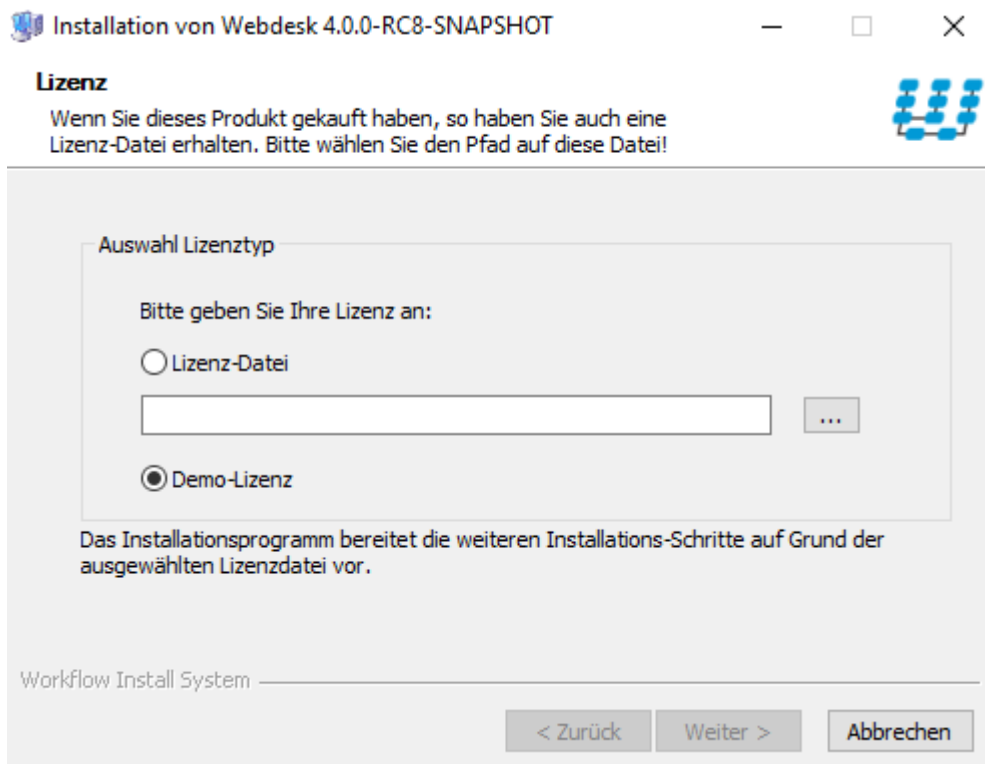 Installation von Webdesk 4.0.0-RC8-SNAPSHOT
Lizenz
Wenn Sie dieses Produkt gekauft haben, so haben Sie auch eine
Lizenz-Datei erhalten. Bitte wählen Sie den Pfad auf diese Datei!
Auswahl Lizenztyp
Bitte geben Sie Ihre Lizenz an:
Lizenz-Datei
...
Demo-Lizenz
Das Installationsprogramm bereitet die weiteren Installations-Schritte auf Grund der
ausgewählten Lizenzdatei vor.
Workflow Install System
< Zurück Weiter > Abbrechen